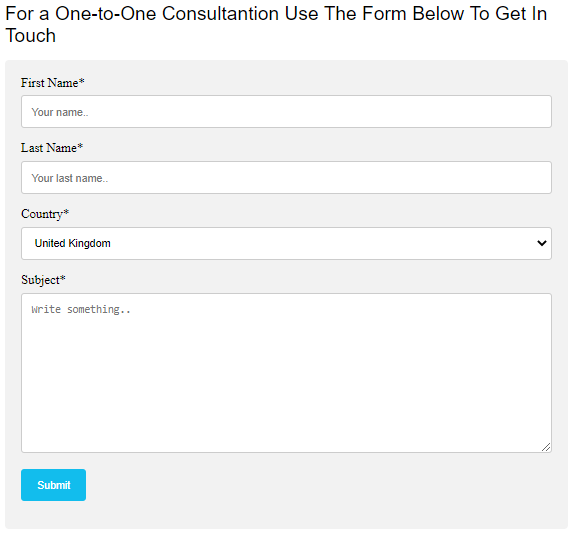 For a One-to-One Consultantion Use The Form Below To Get In
Touch
First Name*
Your name..
Last Name*
Your last name..
Country*
United Kingdom
Subject*
Write something..
Submit